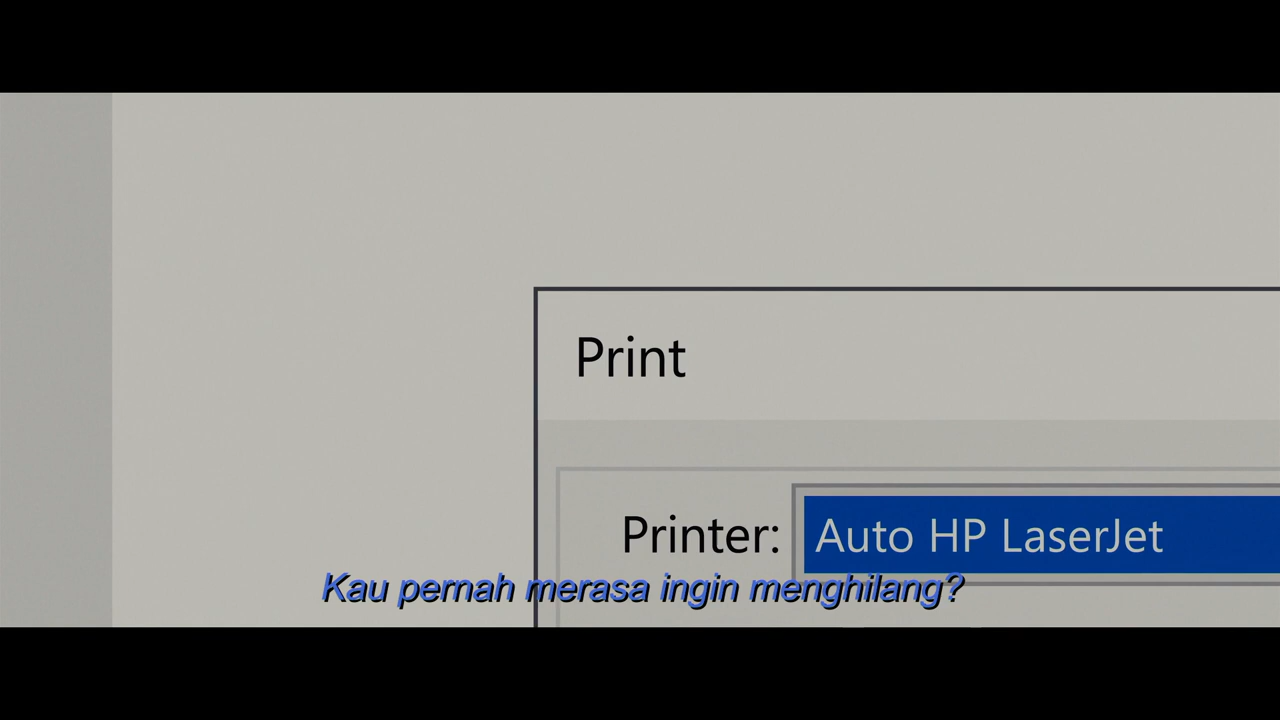 Print
Printer: Auto HP LaserJet
Kau pernah merasa ingin menghilang?